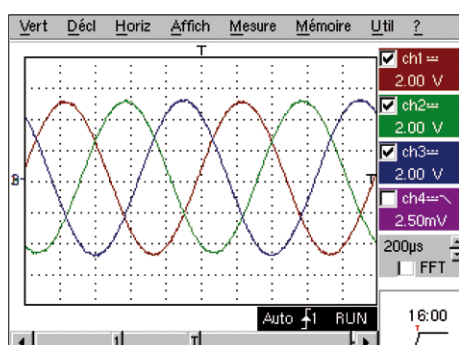 Vert Décl Horiz Affich Mesure Mémoire Util ?
T
ch1
2.00 V
ch2
2.00 V
B
T
ch3
2.00 V
ch4
2.50mV
200µs
FFT
Auto 1 RUN
16:00
T
1 T